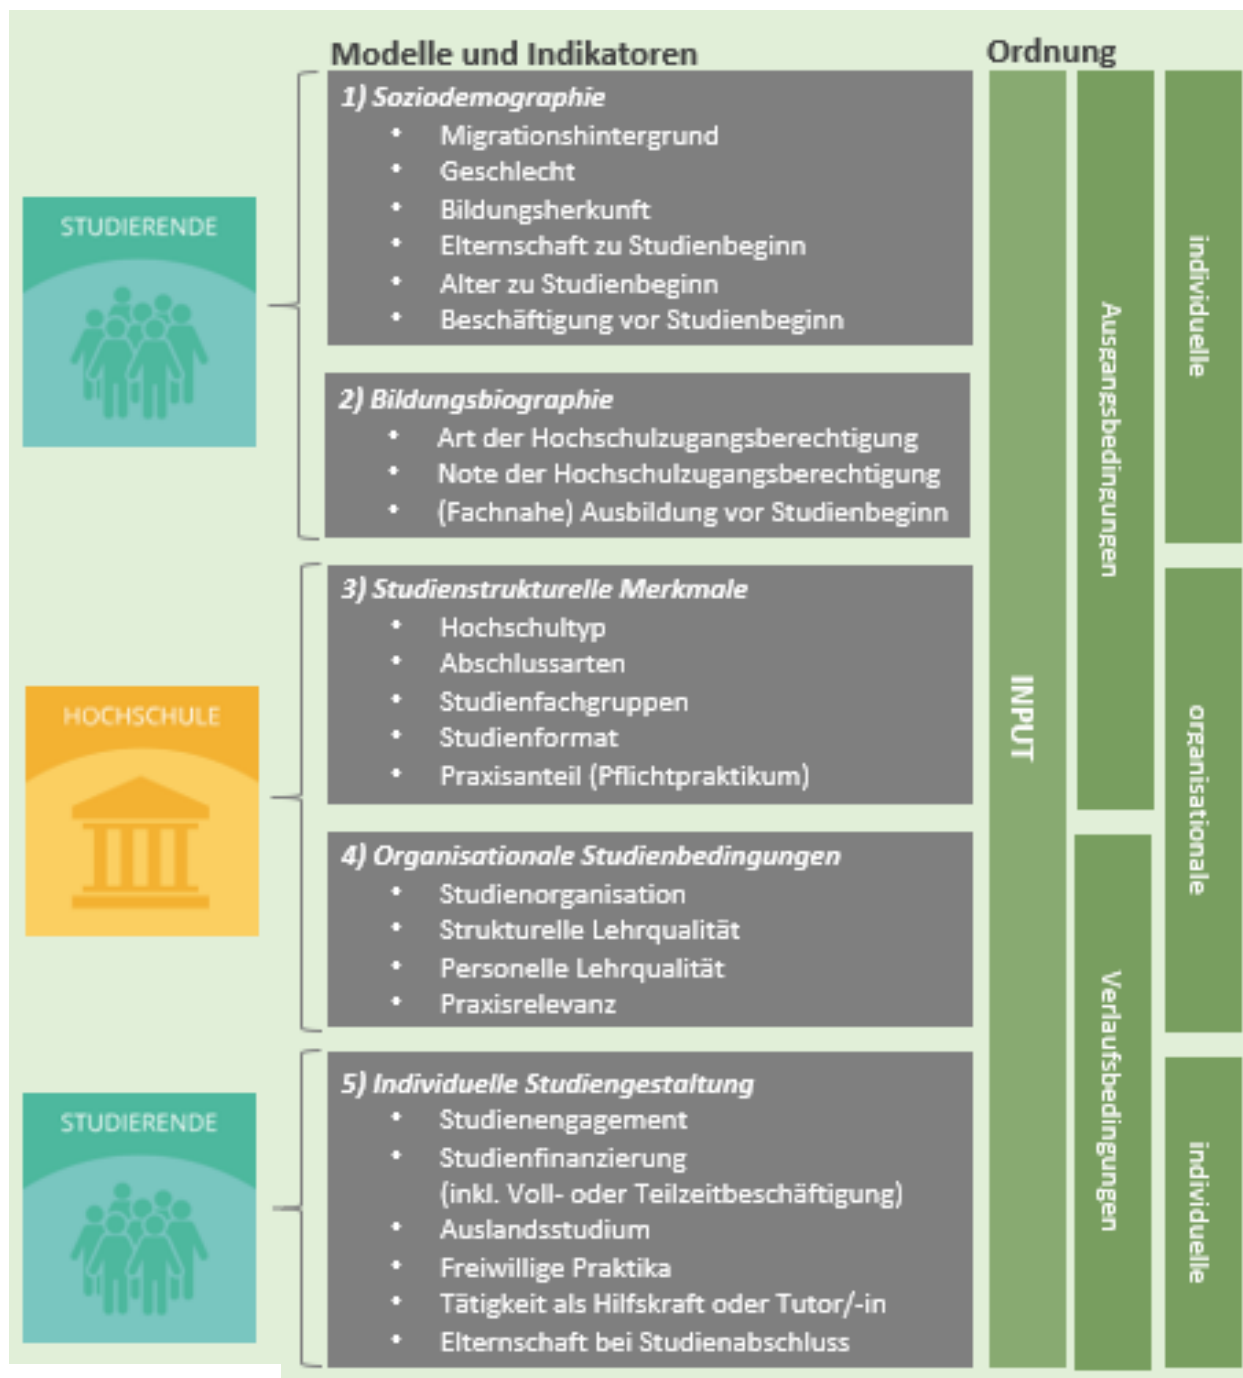 Modelle und Indikatoren
Ordnung
STUDIERENDE
1) Soziodemographie
• Migrationshintergrund
• Geschlecht
• Bildungsherkunft
• Elternschaft zu Studienbeginn
• Alter zu Studienbeginn
• Beschäftigung vor Studienbeginn
2) Bildungsbiographie
• Art der Hochschulzugangsberechtigung
• Note der Hochschulzugangsberechtigung
• (Fachnahe) Ausbildung vor Studienbeginn
HOCHSCHULE
3) Studienstrukturelle Merkmale
• Hochschultyp
• Abschlussarten
• Studienfachgruppen
• Studienformat
• Praxisanteil (Pflichtpraktikum)
4) Organisationale Studienbedingungen
• Studienorganisation
• Strukturelle Lehrqualität
• Personelle Lehrqualität
• Praxisrelevanz
STUDIERENDE
5) Individuelle Studiengestaltung
• Studienengagement
• Studienfinanzierung
(inkl. Voll- oder Teilzeitbeschäftigung)
• Auslandsstudium
• Freiwillige Praktika
• Tätigkeit als Hilfskraft oder Tutor/-in
• Elternschaft bei Studienabschluss
INPUT
Ausgangsbedingungen
Verlaufsbedingungen
individuelle
organisationale
individuelle